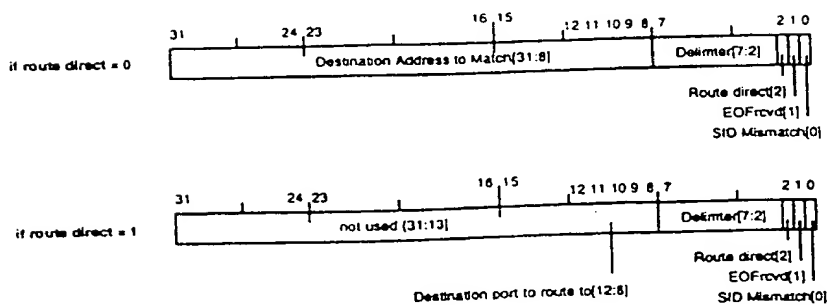 31 24 23 16 15 12 11 10 9 8 7 2 1 0
if route direct = 0 Destination Address to Match[31:8] Delimiter[7:2]
Route direct[2]
EOFrcvd[1]
SID Mismatch[0]
31 24 23 16 15 12 11 10 9 8 7 2 1 0
if route direct = 1 not used [31:13] Delimiter[7:2]
Route direct[2]
EOFrcvd[1]
Destination port to route to[12:8] SID Mismatch[0]